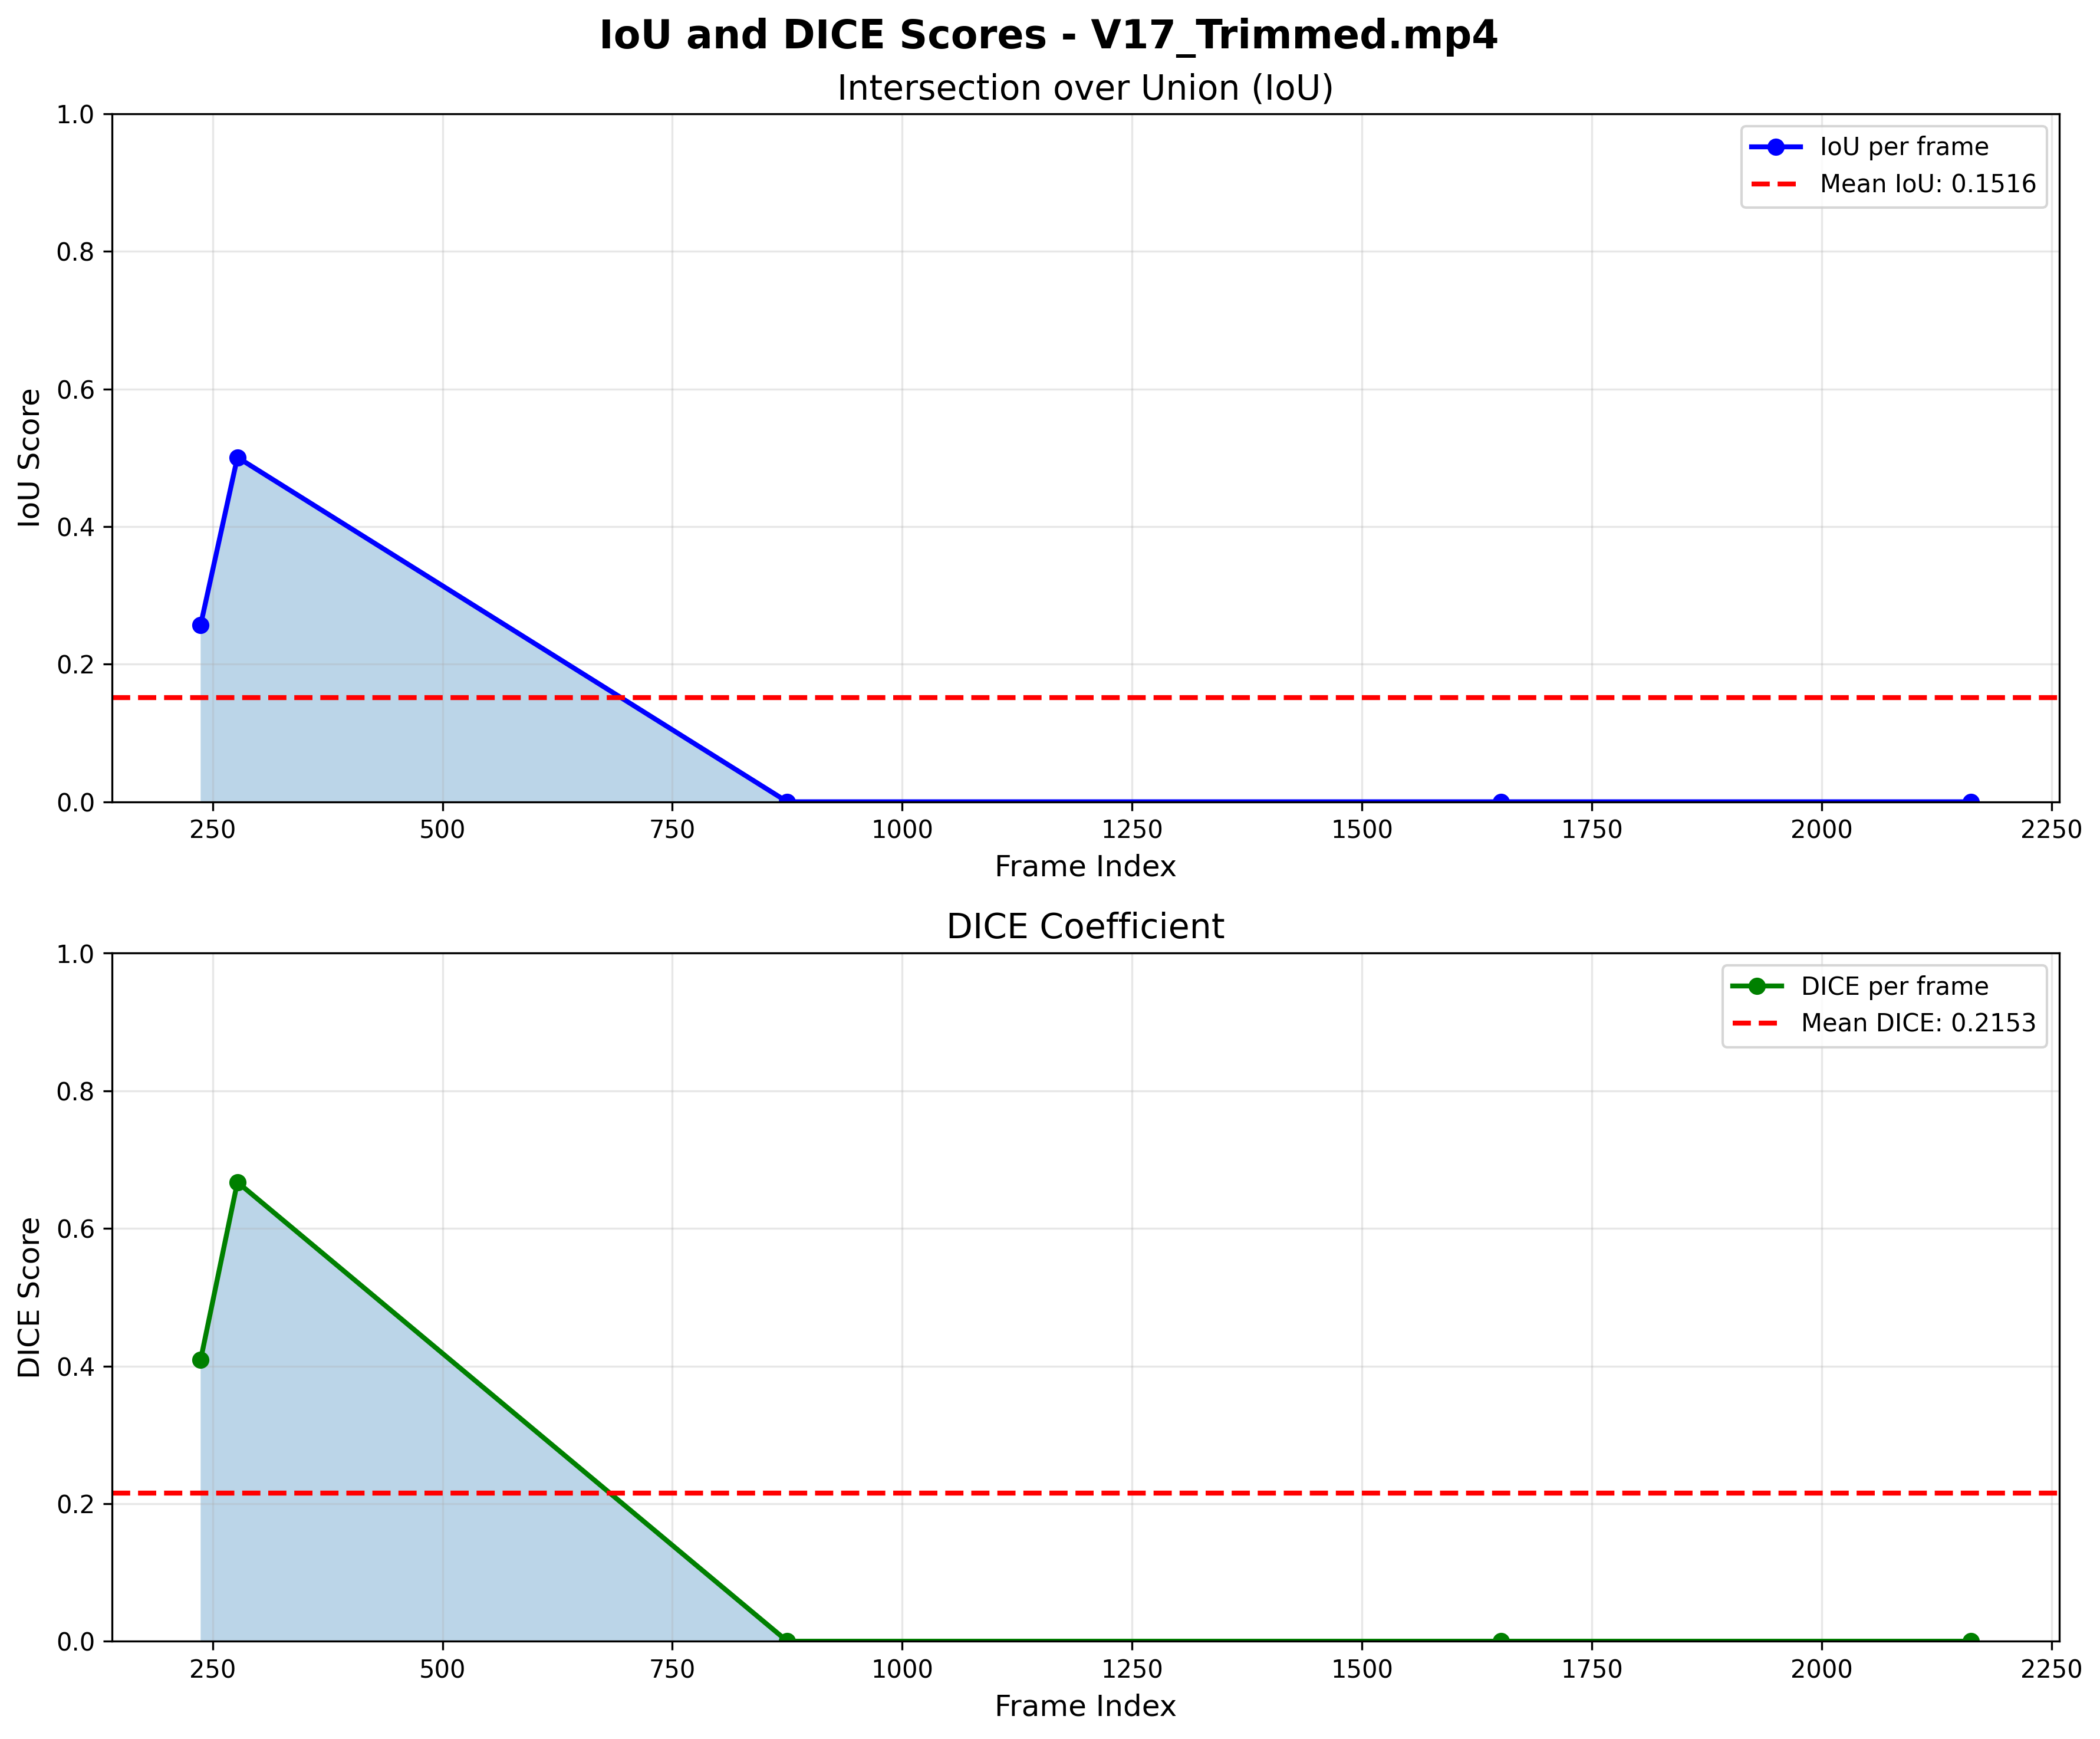 IoU and DICE Scores - V17_Trimmed.mp4
Intersection over Union (IoU)
1.0
0.8
0.6
0.4
0.2
0.0
IoU Score
IoU per frame
Mean IoU: 0.1516
250 500 750 1000 1250 1500 1750 2000 2250
Frame Index
DICE Coefficient
1.0
0.8
0.6
0.4
0.2
0.0
DICE Score
DICE per frame
Mean DICE: 0.2153
250 500 750 1000 1250 1500 1750 2000 2250
Frame Index